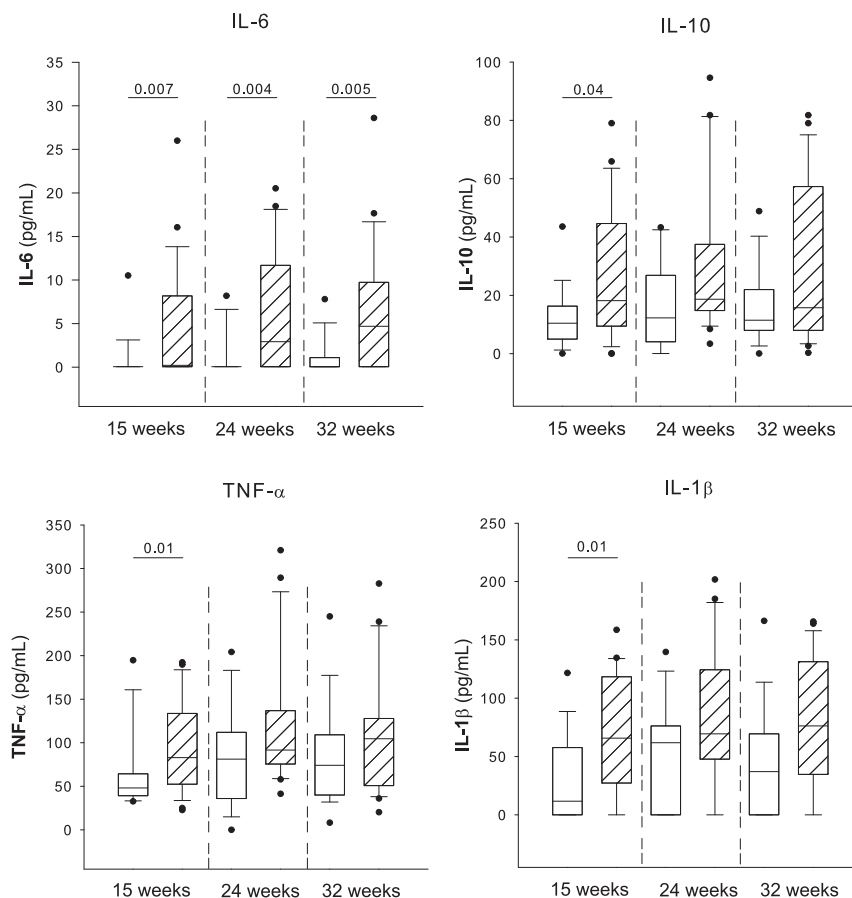 IL-6
0.007
0.004
0.005
35
30
25
20
15
10
5
0
IL-6 (pg/mL)
15 weeks
24 weeks
32 weeks
IL-10
0.04
100
80
60
40
20
0
IL-10 (pg/mL)
15 weeks
24 weeks
32 weeks
TNF-α
0.01
350
300
250
200
150
100
50
0
TNF-α (pg/mL)
15 weeks
24 weeks
32 weeks
IL-1β
0.01
250
200
150
100
50
0
IL-1β (pg/mL)
15 weeks
24 weeks
32 weeks